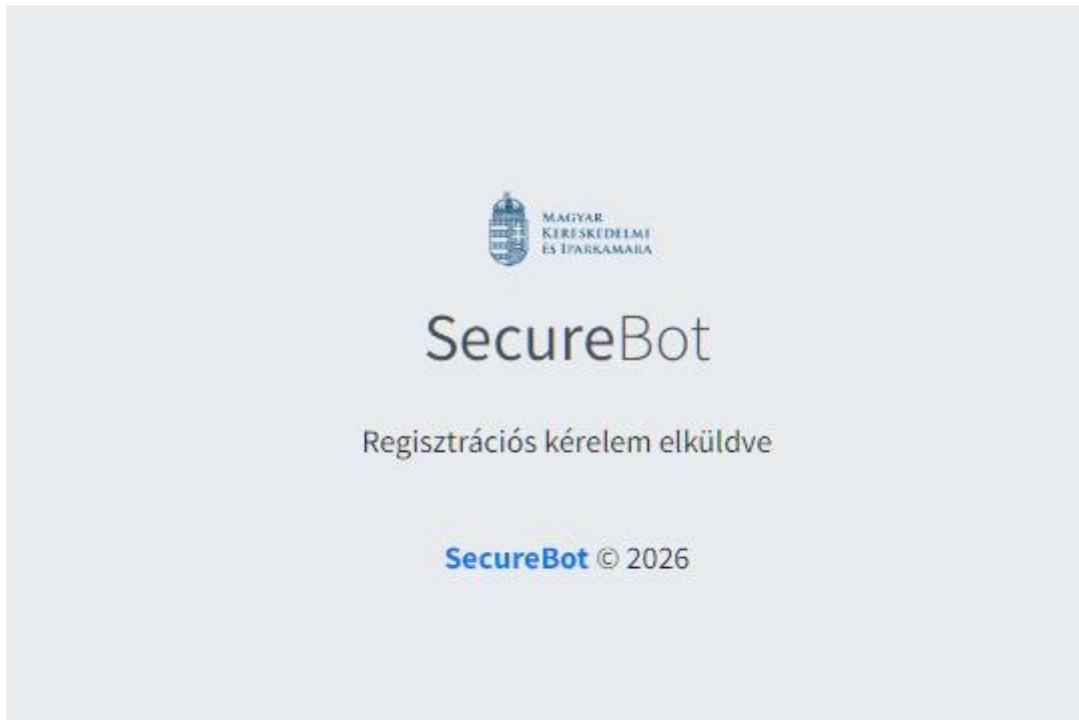 MAGYAR
KERESKEDELMI
ÉS IPARKAMARA
SecureBot
Regisztrációs kérelem elküldve
SecureBot © 2026